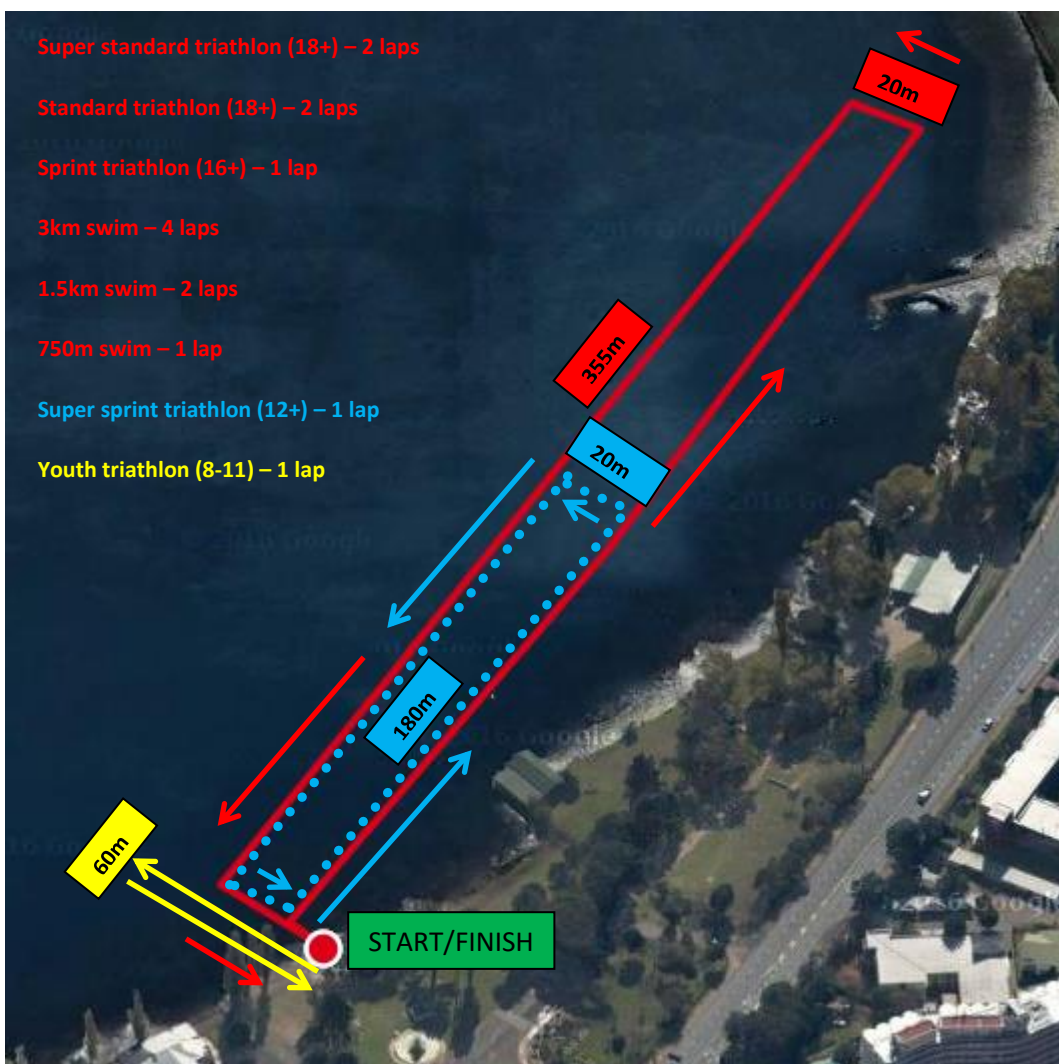 Super standard triathlon (18+) – 2 laps
20m
Standard triathlon (18+) – 2 laps
Sprint triathlon (16+) – 1 lap
3km swim – 4 laps
1.5km swim – 2 laps
750m swim – 1 lap
355m
Super sprint triathlon (12+) – 1 lap
20m
Youth triathlon (8-11) – 1 lap
180m
60m
START/FINISH